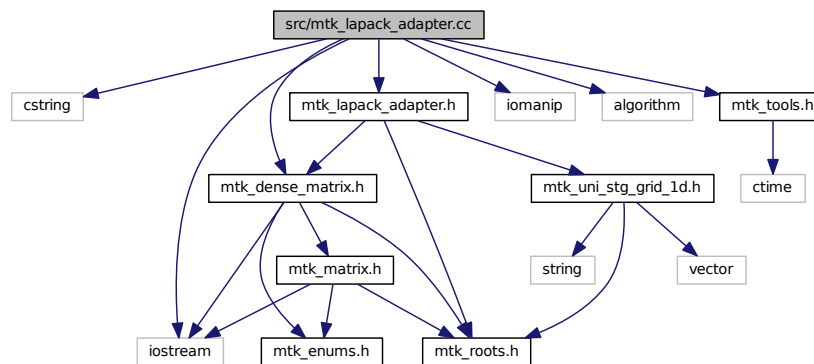 src/mtk_lapack_adapter.cc
cstring
mtk_lapack_adapter.h
iomanip
algorithm
mtk_tools.h
mtk_dense_matrix.h
mtk_uni_stg_grid_1d.h
ctime
mtk_matrix.h
string
vector
iostream
mtk_enums.h
mtk_roots.h